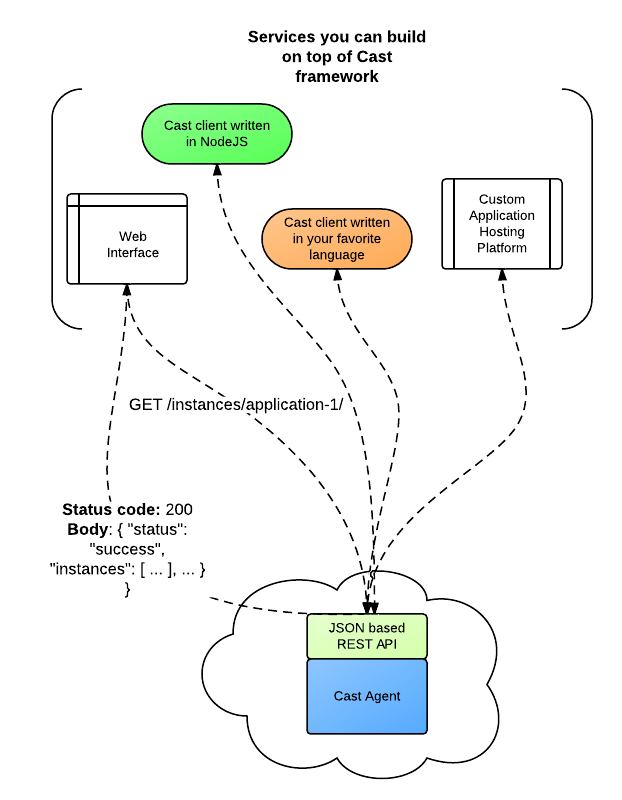 Services you can build
on top of Cast
framework
Cast client written
in NodeJS
Web
Interface
Cast client written
in your favorite
language
Custom
Application
Hosting
Platform
GET /instances/application-1/
Status code: 200
Body: { "status":
"success",
"instances": [ ... ], ... }
}
JSON based
REST API
Cast Agent